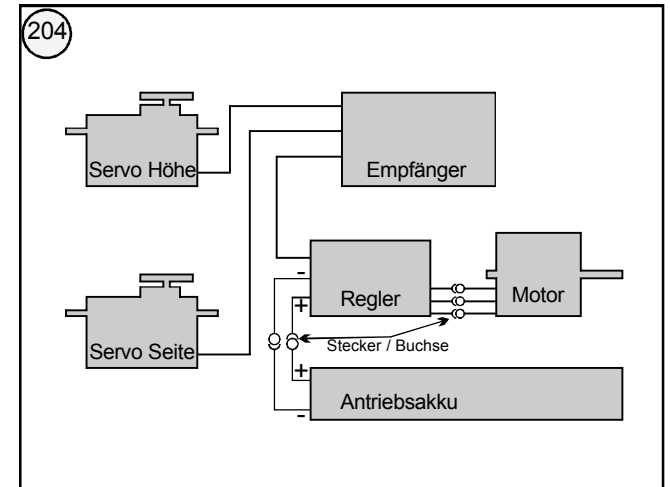 204
Servo Höhe
Empfänger
-
Regler
Motor
+
Stecker / Buchse
Servo Seite
+
Antriebsakku
-